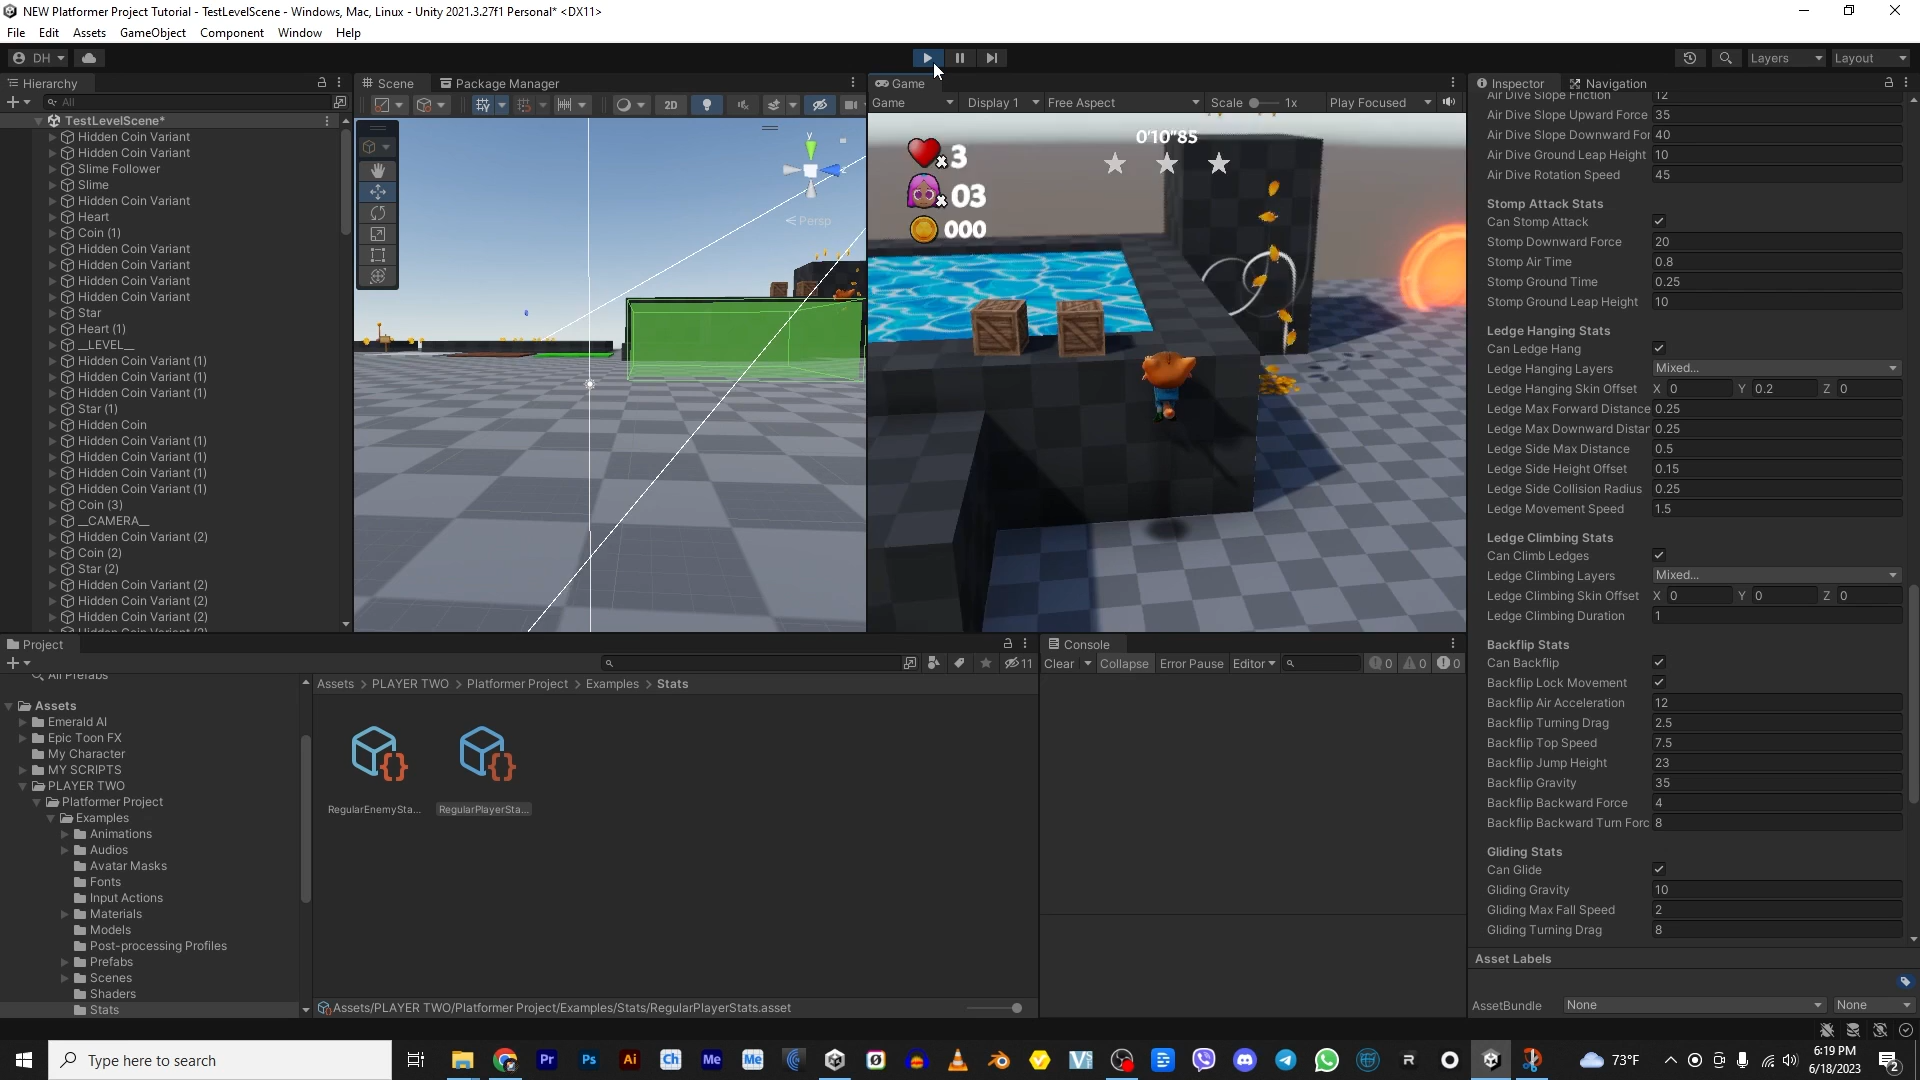 NEW Platformer Project Tutorial - TestLevelScene - Windows, Mac, Linux - Unity 2021.3.27f1 Personal* <DX11>
File Edit Assets GameObject Component Window Help
DH Layers Layout
Hierarchy
All
TestLevelScene*
Hidden Coin Variant
Hidden Coin Variant
Slime Follower
Slime
Hidden Coin Variant
Heart
Coin (1)
Hidden Coin Variant
Hidden Coin Variant
Hidden Coin Variant
Hidden Coin Variant
Star
Heart (1)
__LEVEL__
Hidden Coin Variant (1)
Hidden Coin Variant (1)
Hidden Coin Variant (1)
Star (1)
Hidden Coin
Hidden Coin Variant (1)
Hidden Coin Variant (1)
Hidden Coin Variant (1)
Hidden Coin Variant (1)
Coin (3)
__CAMERA__
Hidden Coin Variant (2)
Coin (2)
Star (2)
Hidden Coin Variant (2)
Hidden Coin Variant (2)
Hidden Coin Variant (2)
Hidden Coin Variant (2)
Scene Package Manager
2D
y
Persp
Game
Game Display 1 Free Aspect Scale 1x Play Focused
3
03
000
0'10"85
Inspector Navigation
Air Dive Slope Friction 12
Air Dive Slope Upward Force 35
Air Dive Slope Downward For 40
Air Dive Ground Leap Height 10
Air Dive Rotation Speed 45
Stomp Attack Stats
Can Stomp Attack
Stomp Downward Force 20
Stomp Air Time 0.8
Stomp Ground Time 0.25
Stomp Ground Leap Height 10
Ledge Hanging Stats
Can Ledge Hang
Ledge Hanging Layers Mixed...
Ledge Hanging Skin Offset X 0 Y 0.2 Z 0
Ledge Max Forward Distance 0.25
Ledge Max Downward Distar 0.25
Ledge Side Max Distance 0.5
Ledge Side Height Offset 0.15
Ledge Side Collision Radius 0.25
Ledge Movement Speed 1.5
Ledge Climbing Stats
Can Climb Ledges
Ledge Climbing Layers Mixed...
Ledge Climbing Skin Offset X 0 Y 0 Z 0
Ledge Climbing Duration 1
Backflip Stats
Can Backflip
Backflip Lock Movement
Backflip Air Acceleration 12
Backflip Turning Drag 2.5
Backflip Top Speed 7.5
Backflip Jump Height 23
Backflip Gravity 35
Backflip Backward Force 4
Backflip Backward Turn Forc 8
Gliding Stats
Can Glide
Gliding Gravity 10
Gliding Max Fall Speed 2
Gliding Turning Drag 8
Asset Labels
AssetBundle None None
Project
11
All Prefabs
Assets
Emerald AI
Epic Toon FX
My Character
MY SCRIPTS
PLAYER TWO
Platformer Project
Examples
Animations
Audios
Avatar Masks
Fonts
Input Actions
Materials
Models
Post-processing Profiles
Prefabs
Scenes
Shaders
Stats
Assets > PLAYER TWO > Platformer Project > Examples > Stats
RegularEnemySta... RegularPlayerSta...
Assets/PLAYER TWO/Platformer Project/Examples/Stats/RegularPlayerStats.asset
Console
Clear Collapse Error Pause Editor 0 0 0
Type here to search
Pr Ps Ai Ch Me Me R
73°F
6:19 PM
6/18/2023
2